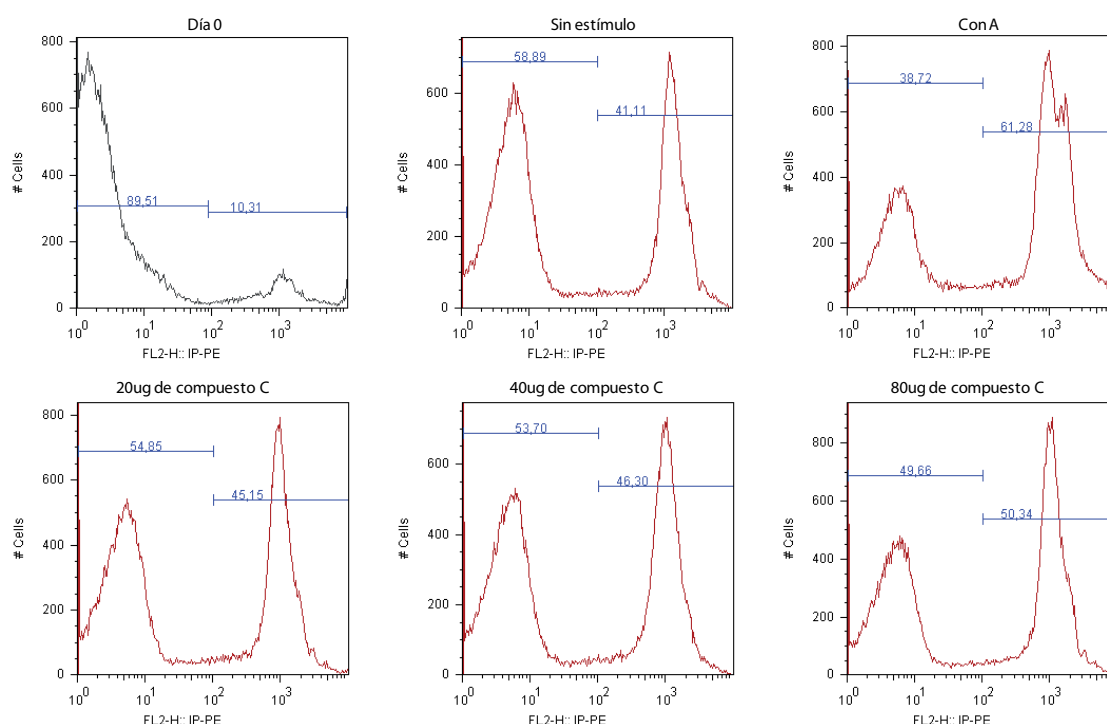 Día 0
800
600
400
200
0
# Cells
89,51
10,31
10^0 10^1 10^2 10^3
FL2-H:: IP-PE
Sin estímulo
600
400
200
0
# Cells
58,89
41,11
10^0 10^1 10^2 10^3
FL2-H:: IP-PE
Con A
800
600
400
200
0
# Cells
38,72
61,28
10^0 10^1 10^2 10^3
FL2-H:: IP-PE
20ug de compuesto C
800
600
400
200
0
# Cells
54,85
45,15
10^0 10^1 10^2 10^3
FL2-H:: IP-PE
40ug de compuesto C
600
400
200
0
# Cells
53,70
46,30
10^0 10^1 10^2 10^3
FL2-H:: IP-PE
80ug de compuesto C
800
600
400
200
0
# Cells
49,66
50,34
10^0 10^1 10^2 10^3
FL2-H:: IP-PE